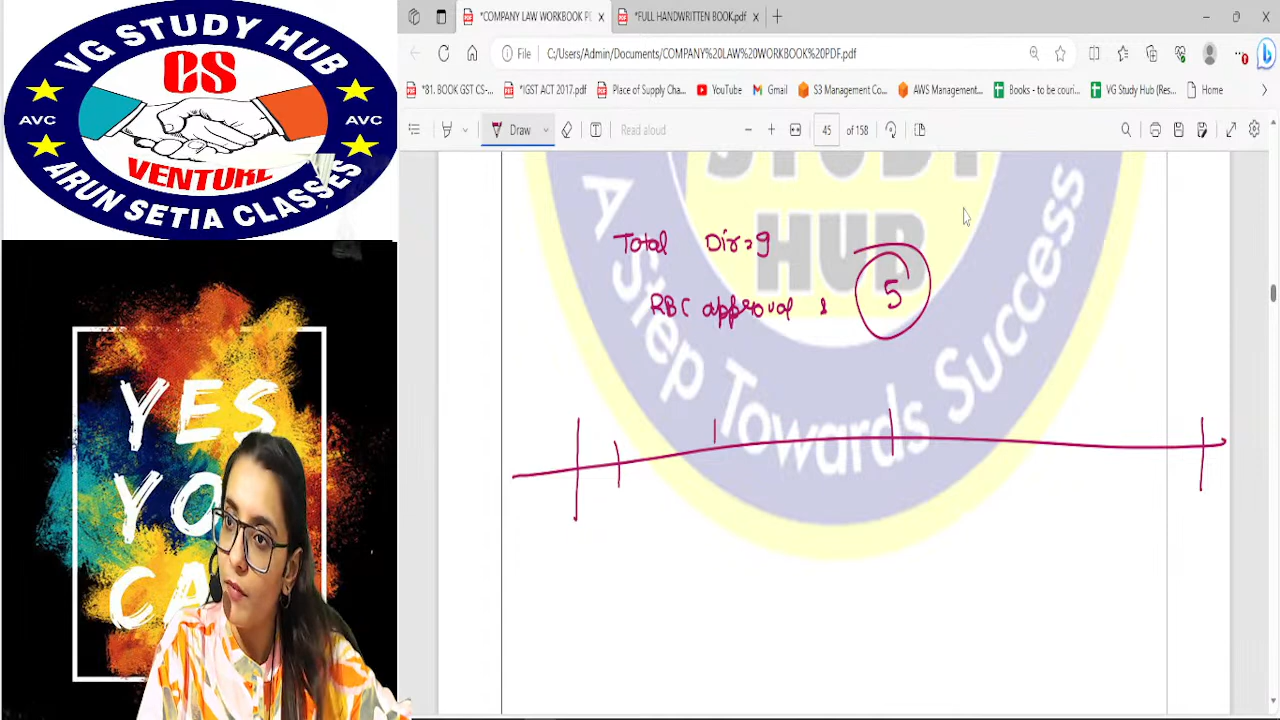 VG STUDY HUB
CS
AVC
AVC
VENTURE
ARUN SETIA CLASSES
YES
YO
CA
*COMPANY LAW WORKBOOK PD
*FULL HANDWRITTEN BOOK.pdf
File
C:/Users/Admin/Documents/COMPANY%20LAW%20WORKBOOK%20PDF.pdf
*81. BOOK GST CS-...
*IGST ACT 2017.pdf
Place of Supply Cha...
YouTube
Gmail
S3 Management Co...
AWS Management...
Books - to be couri...
VG Study Hub (Res...
Home
Draw
Read aloud
45
of 158
HUB
A Step Towards Success
Total Dir = 9
RBC approval
5